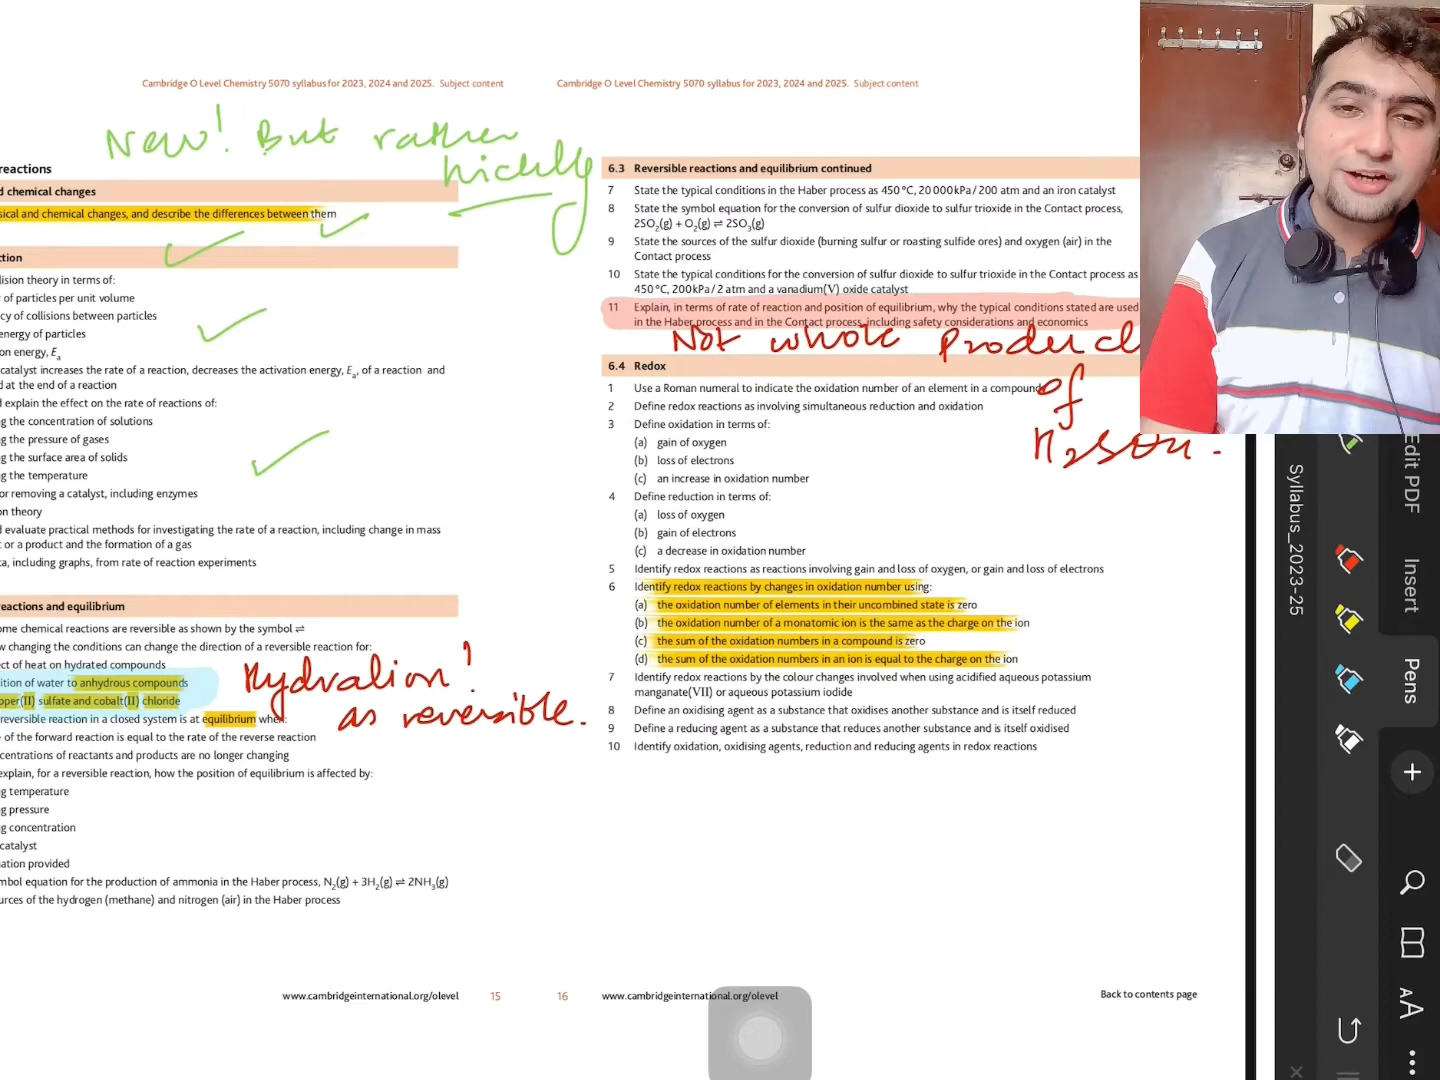 Cambridge O Level Chemistry 5070 syllabus for 2023, 2024 and 2025. Subject content
New! But rather
reactions
d chemical changes
sical and chemical changes, and describe the differences between them
ction
lision theory in terms of:
r of particles per unit volume
cy of collisions between particles
energy of particles
on energy, Eₐ
catalyst increases the rate of a reaction, decreases the activation energy, Eₐ, of a reaction and
d at the end of a reaction
d explain the effect on the rate of reactions of:
g the concentration of solutions
g the pressure of gases
g the surface area of solids
g the temperature
or removing a catalyst, including enzymes
on theory
d evaluate practical methods for investigating the rate of a reaction, including change in mass
t or a product and the formation of a gas
ta, including graphs, from rate of reaction experiments
eactions and equilibrium
ome chemical reactions are reversible as shown by the symbol ⇌
w changing the conditions can change the direction of a reversible reaction for:
ect of heat on hydrated compounds
ition of water to anhydrous compounds
pper(II) sulfate and cobalt(II) chloride
Hydration!
as reversible.
reversible reaction in a closed system is at equilibrium when:
e of the forward reaction is equal to the rate of the reverse reaction
centrations of reactants and products are no longer changing
explain, for a reversible reaction, how the position of equilibrium is affected by:
g temperature
g pressure
g concentration
catalyst
ation provided
mbol equation for the production of ammonia in the Haber process, N₂(g) + 3H₂(g) ⇌ 2NH₃(g)
urces of the hydrogen (methane) and nitrogen (air) in the Haber process
www.cambridgeinternational.org/olevel 15
Cambridge O Level Chemistry 5070 syllabus for 2023, 2024 and 2025. Subject content
6.3 Reversible reactions and equilibrium continued
7 State the typical conditions in the Haber process as 450 °C, 20 000 kPa / 200 atm and an iron catalyst
8 State the symbol equation for the conversion of sulfur dioxide to sulfur trioxide in the Contact process,
2SO₂(g) + O₂(g) ⇌ 2SO₃(g)
9 State the sources of the sulfur dioxide (burning sulfur or roasting sulfide ores) and oxygen (air) in the
Contact process
10 State the typical conditions for the conversion of sulfur dioxide to sulfur trioxide in the Contact process as
450 °C, 200 kPa / 2 atm and a vanadium(V) oxide catalyst
11 Explain, in terms of rate of reaction and position of equilibrium, why the typical conditions stated are used
in the Haber process and in the Contact process, including safety considerations and economics
Not whole
of
H₂SO₄.
6.4 Redox
1 Use a Roman numeral to indicate the oxidation number of an element in a compound
2 Define redox reactions as involving simultaneous reduction and oxidation
3 Define oxidation in terms of:
(a) gain of oxygen
(b) loss of electrons
(c) an increase in oxidation number
4 Define reduction in terms of:
(a) loss of oxygen
(b) gain of electrons
(c) a decrease in oxidation number
5 Identify redox reactions as reactions involving gain and loss of oxygen, or gain and loss of electrons
6 Identify redox reactions by changes in oxidation number using:
(a) the oxidation number of elements in their uncombined state is zero
(b) the oxidation number of a monatomic ion is the same as the charge on the ion
(c) the sum of the oxidation numbers in a compound is zero
(d) the sum of the oxidation numbers in an ion is equal to the charge on the ion
7 Identify redox reactions by the colour changes involved when using acidified aqueous potassium
manganate(VII) or aqueous potassium iodide
8 Define an oxidising agent as a substance that oxidises another substance and is itself reduced
9 Define a reducing agent as a substance that reduces another substance and is itself oxidised
10 Identify oxidation, oxidising agents, reduction and reducing agents in redox reactions
16 www.cambridgeinternational.org/olevel
Back to contents page
Syllabus_2023-25
Edit PDF
Insert
Pens
AA